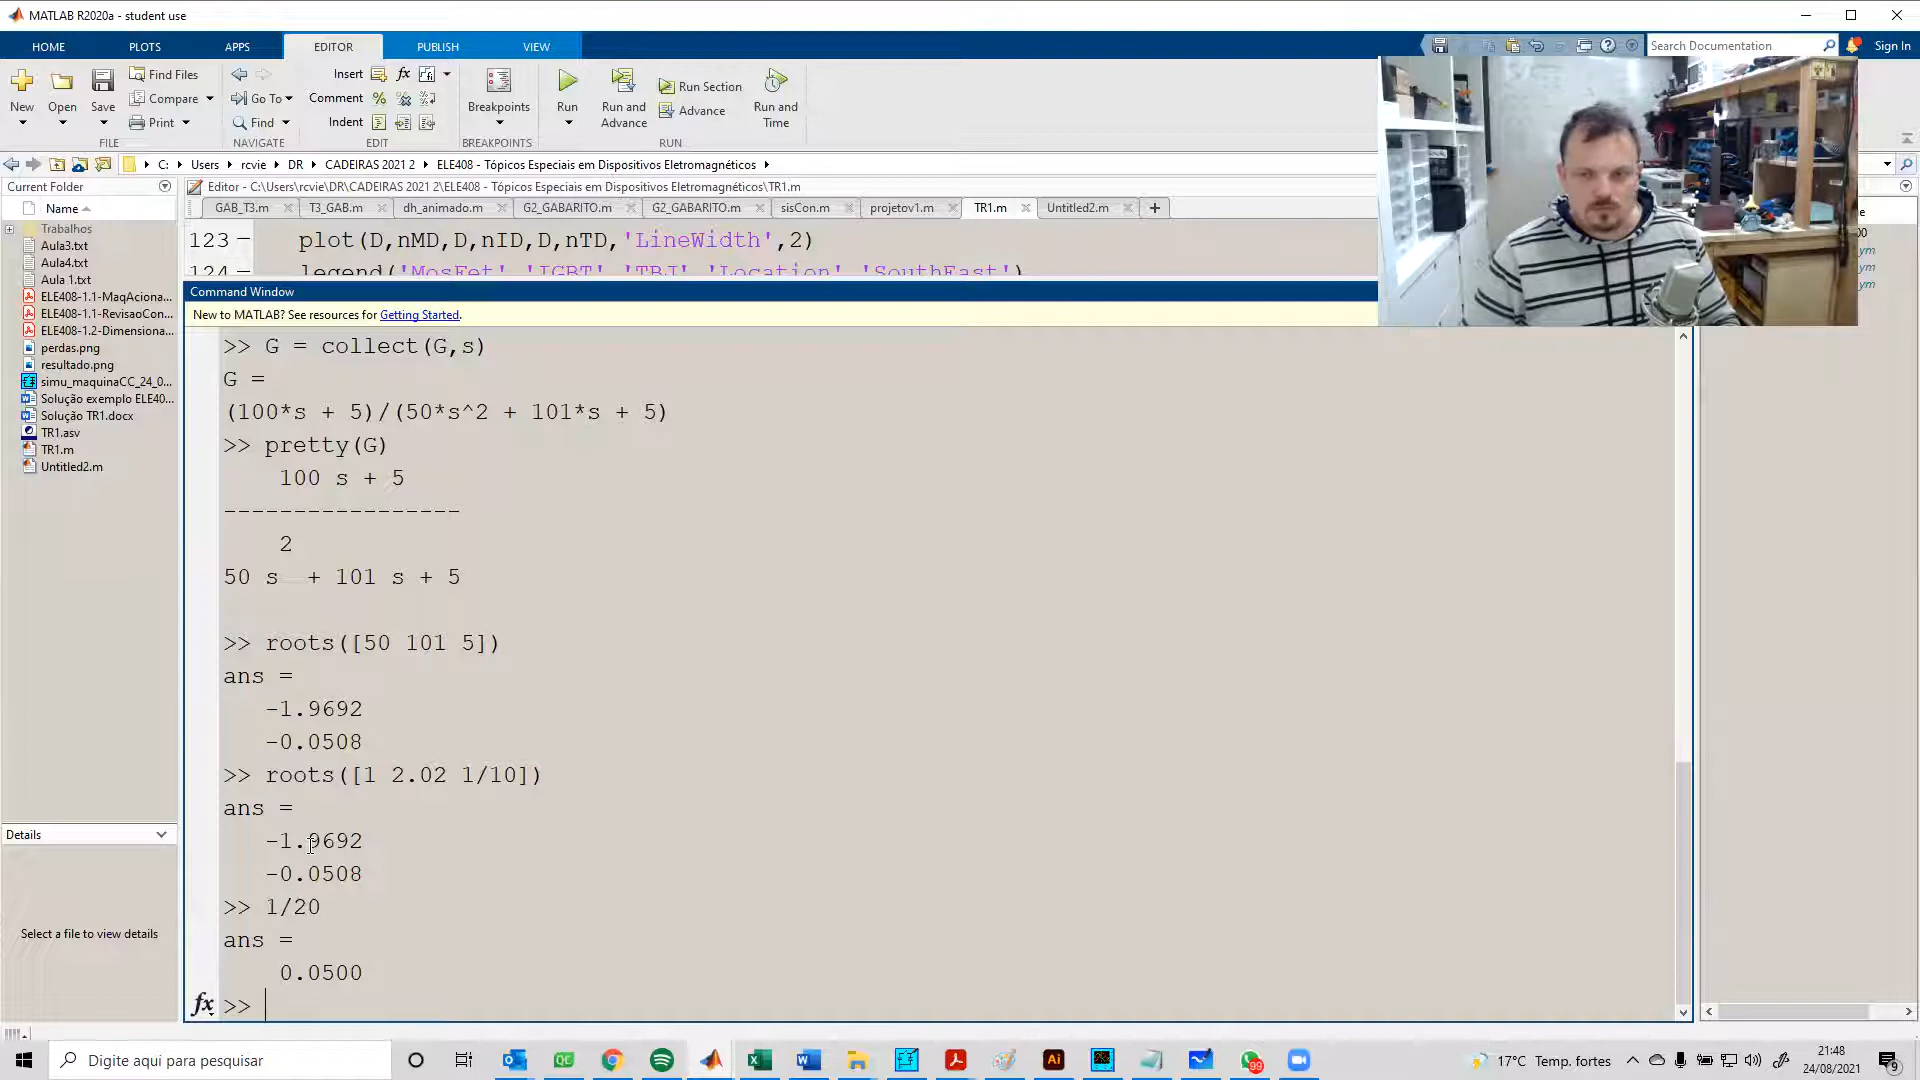 MATLAB R2020a - student use
HOME PLOTS APPS EDITOR PUBLISH VIEW
Search Documentation
Sign In
New
Open
Save
Find Files
Compare
Print
FILE
Go To
Find
NAVIGATE
Insert
fx
Comment
Indent
EDIT
Breakpoints
BREAKPOINTS
Run
Run and Advance
Run Section
Advance
Run and Time
RUN
C: Users rcvie DR CADEIRAS 2021 2 ELE408 - Tópicos Especiais em Dispositivos Eletromagnéticos
Current Folder
Name
Trabalhos
Aula3.txt
Aula4.txt
Aula 1.txt
ELE408-1.1-MaqAciona...
ELE408-1.1-RevisaoCon...
ELE408-1.2-Dimensiona...
perdas.png
resultado.png
simu_maquinaCC_24_0...
Solução exemplo ELE40...
Solução TR1.docx
TR1.asv
TR1.m
Untitled2.m
Details
Select a file to view details
Editor - C:\Users\rcvie\DR\CADEIRAS 2021 2\ELE408 - Tópicos Especiais em Dispositivos Eletromagnéticos\TR1.m
GAB_T3.m T3_GAB.m dh_animado.m G2_GABARITO.m G2_GABARITO.m sisCon.m projetov1.m TR1.m Untitled2.m
123 plot(D,nMD,D,nID,D,nTD,'LineWidth',2)
124 legend('MosFet','IGBT','TBJ','Location','SouthEast')
Command Window
New to MATLAB? See resources for Getting Started.
>> G = collect(G,s)
G =
(100*s + 5)/(50*s^2 + 101*s + 5)
>> pretty(G)
100 s + 5
-----------------
2
50 s + 101 s + 5
>> roots([50 101 5])
ans =
-1.9692
-0.0508
>> roots([1 2.02 1/10])
ans =
-1.9692
-0.0508
>> 1/20
ans =
0.0500
fx >>
Digite aqui para pesquisar
17°C Temp. fortes
21:48
24/08/2021